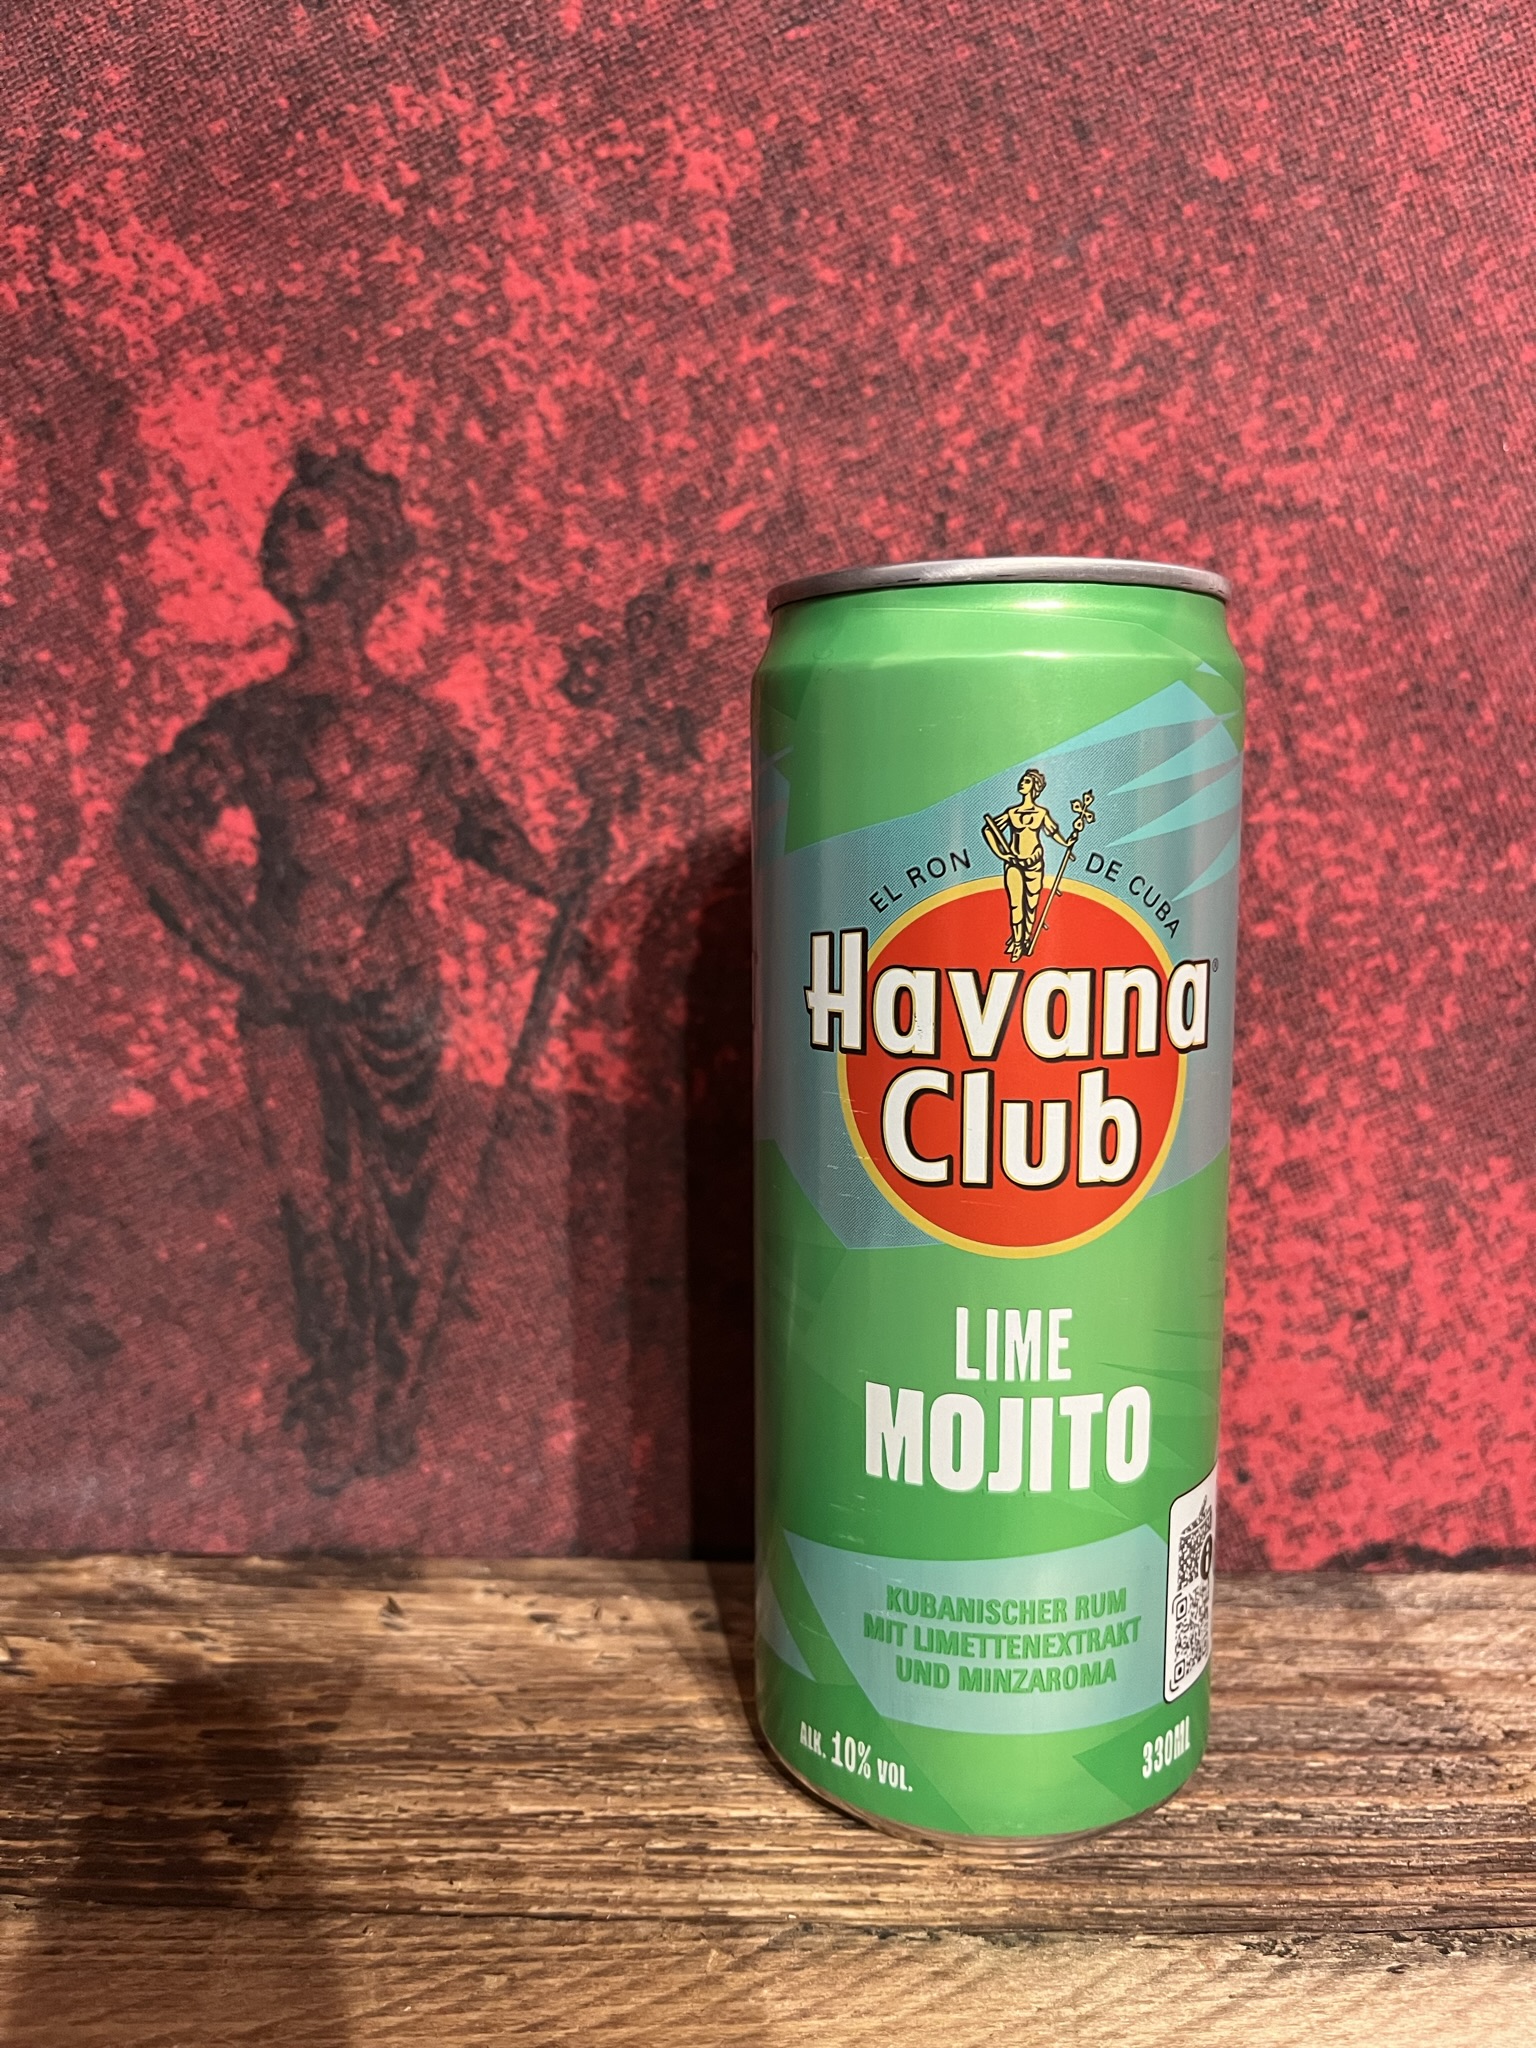 EL RON DE CUBA
Havana
Club
LIME
MOJITO
KUBANISCHER RUM
MIT LIMETTENEXTRAKT
UND MINZAROMA
ALK. 10% VOL.
330ML